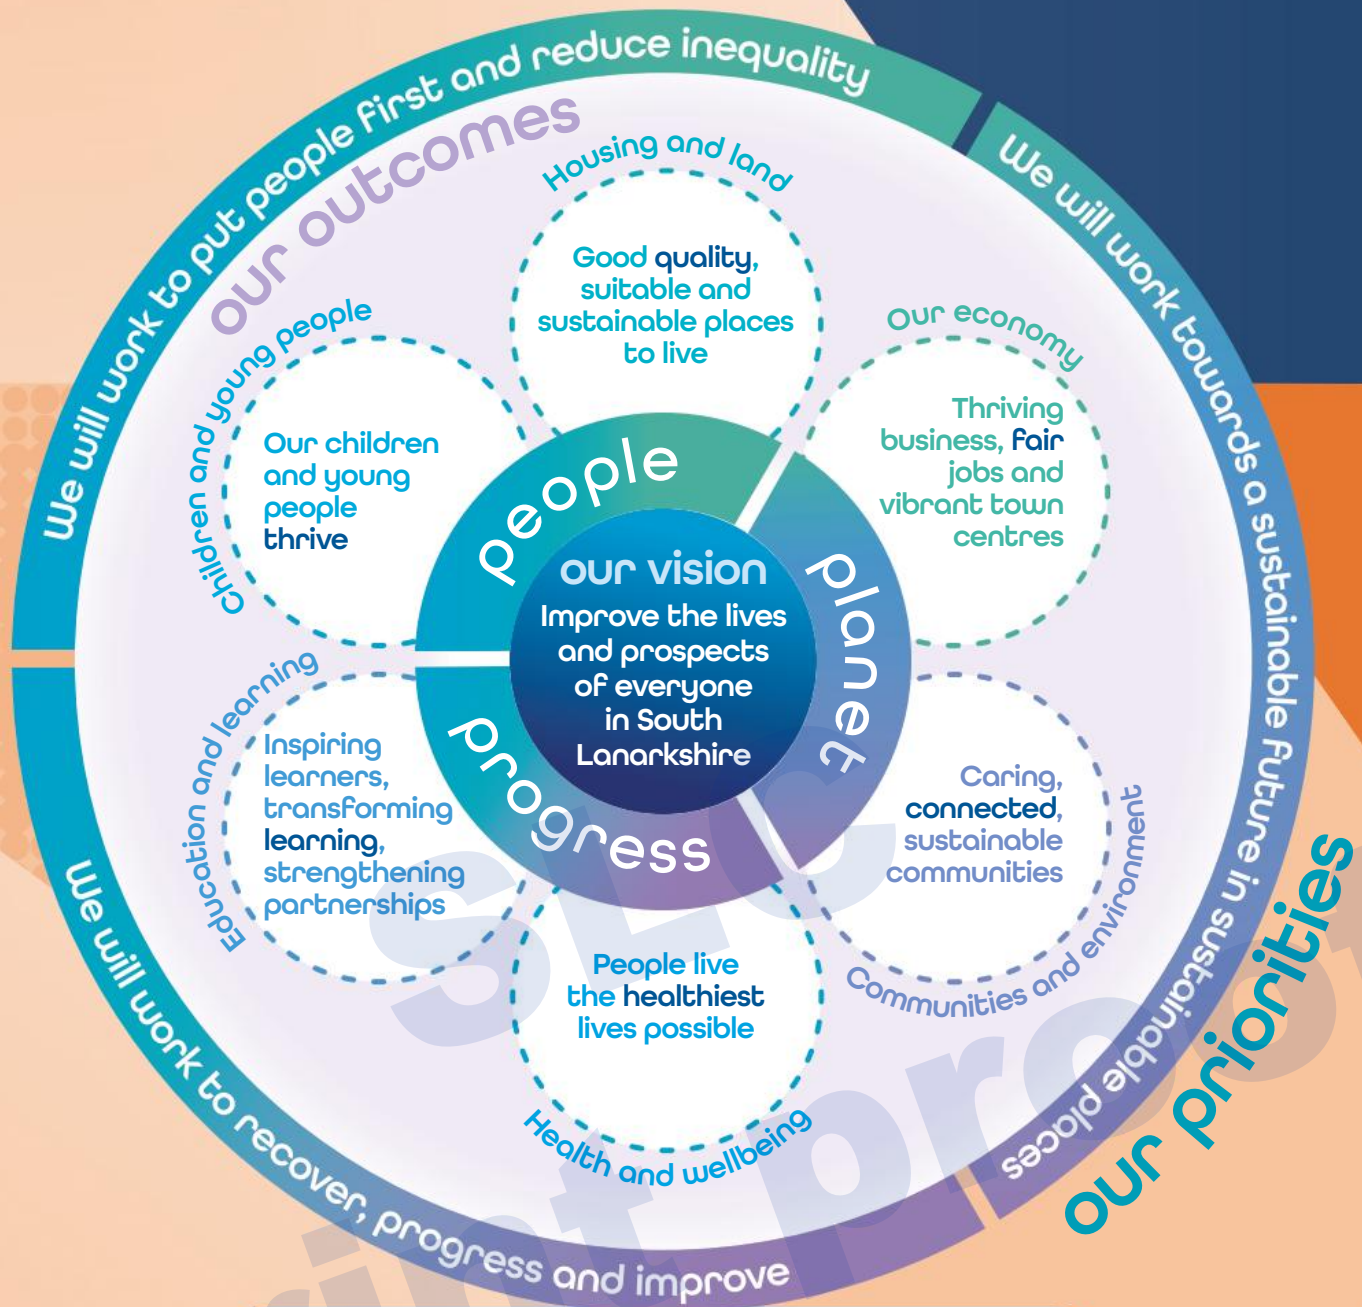 We will work to put people first and reduce inequality
We will work towards a sustainable future in sustainable places
We will work to recover, progress and improve
our priorities
our outcomes
Housing and land
Good quality,
suitable and
sustainable places
to live
Our economy
Thriving
business, fair
jobs and
vibrant town
centres
Children and young people
Our children
and young
people
thrive
people
planet
progress
our vision
Improve the lives
and prospects
of everyone
in South
Lanarkshire
Education and learning
Inspiring
learners,
transforming
learning,
strengthening
partnerships
Caring,
connected,
sustainable
communities
Communities and environment
People live
the healthiest
lives possible
Health and wellbeing
SLC